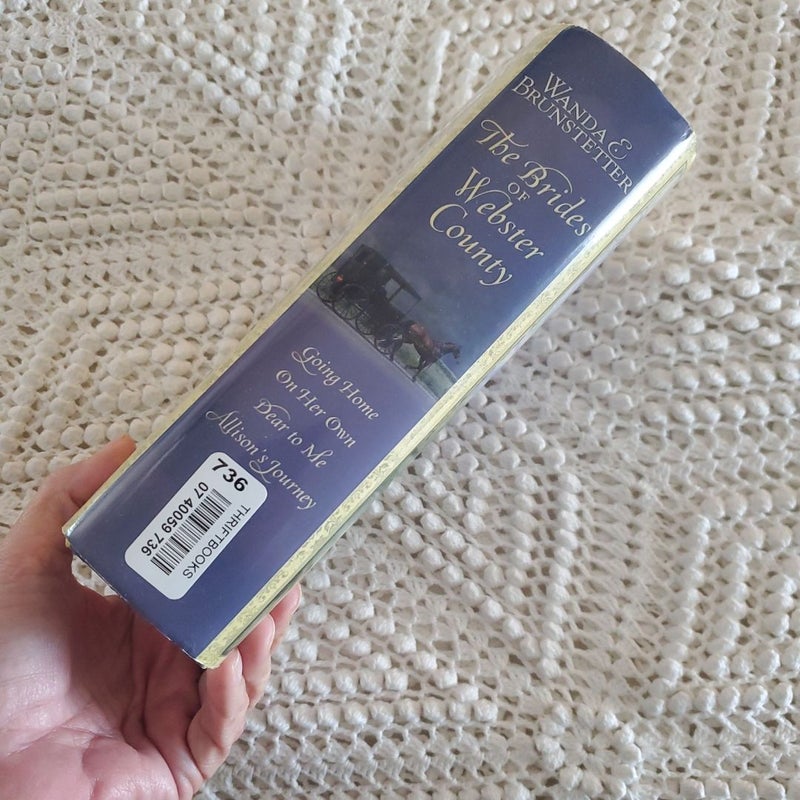 WANDA E.
BRUNSTETTER
The Brides
OF
Webster
County
Going Home
On Her Own
Dear to Me
Allison's Journey
736
07 40059 736
THRIFTBOOKS